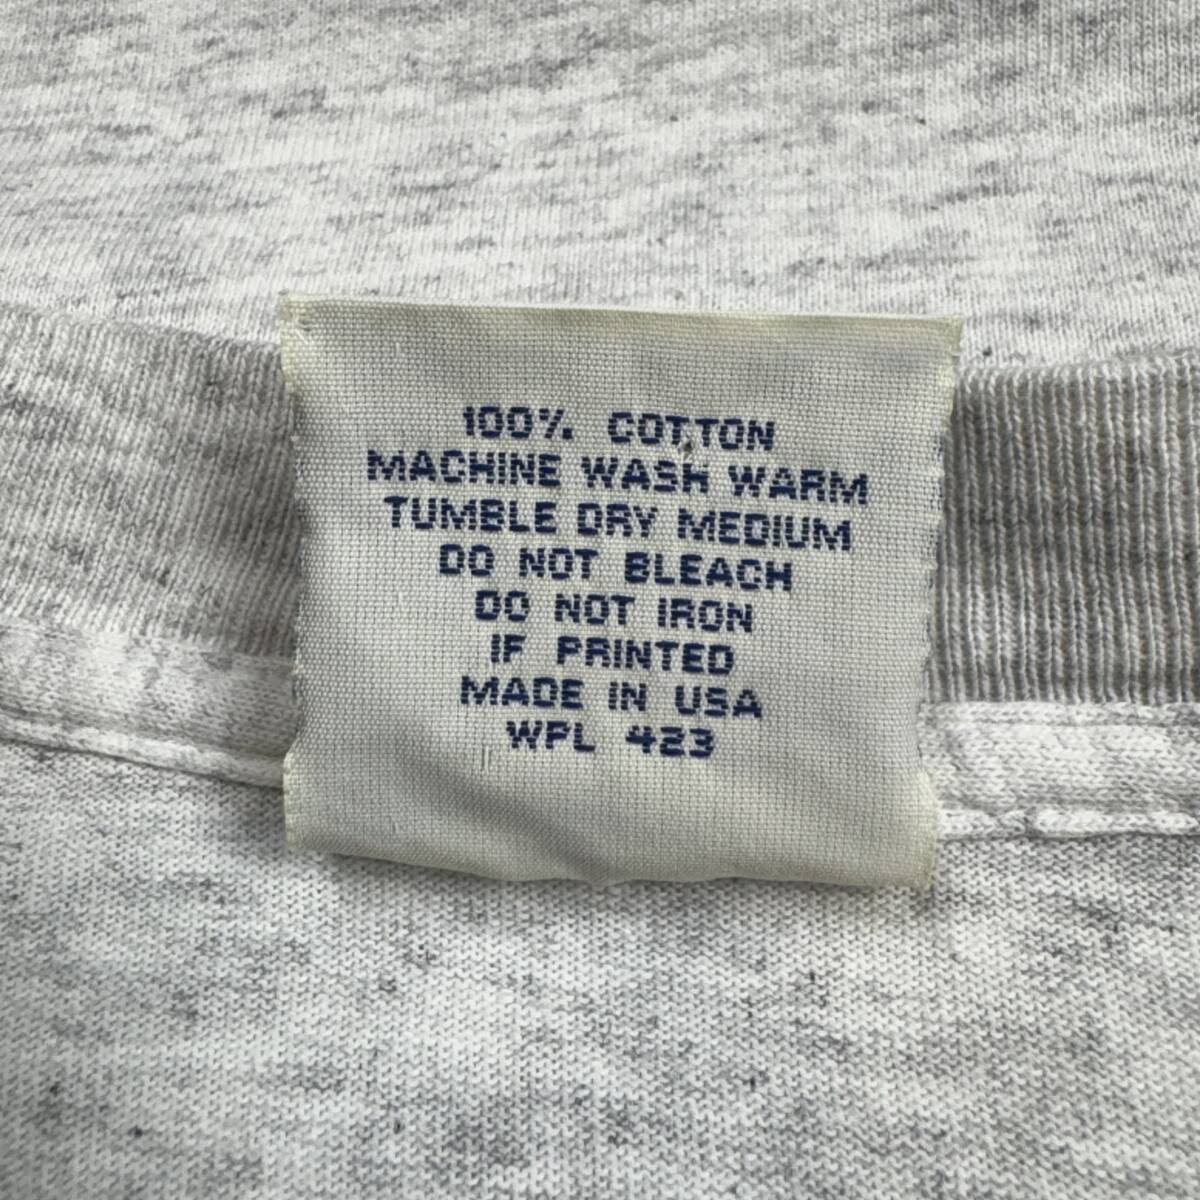 100% COTTON
MACHINE WASH WARM
TUMBLE DRY MEDIUM
DO NOT BLEACH
DO NOT IRON
IF PRINTED
MADE IN USA
WPL 423